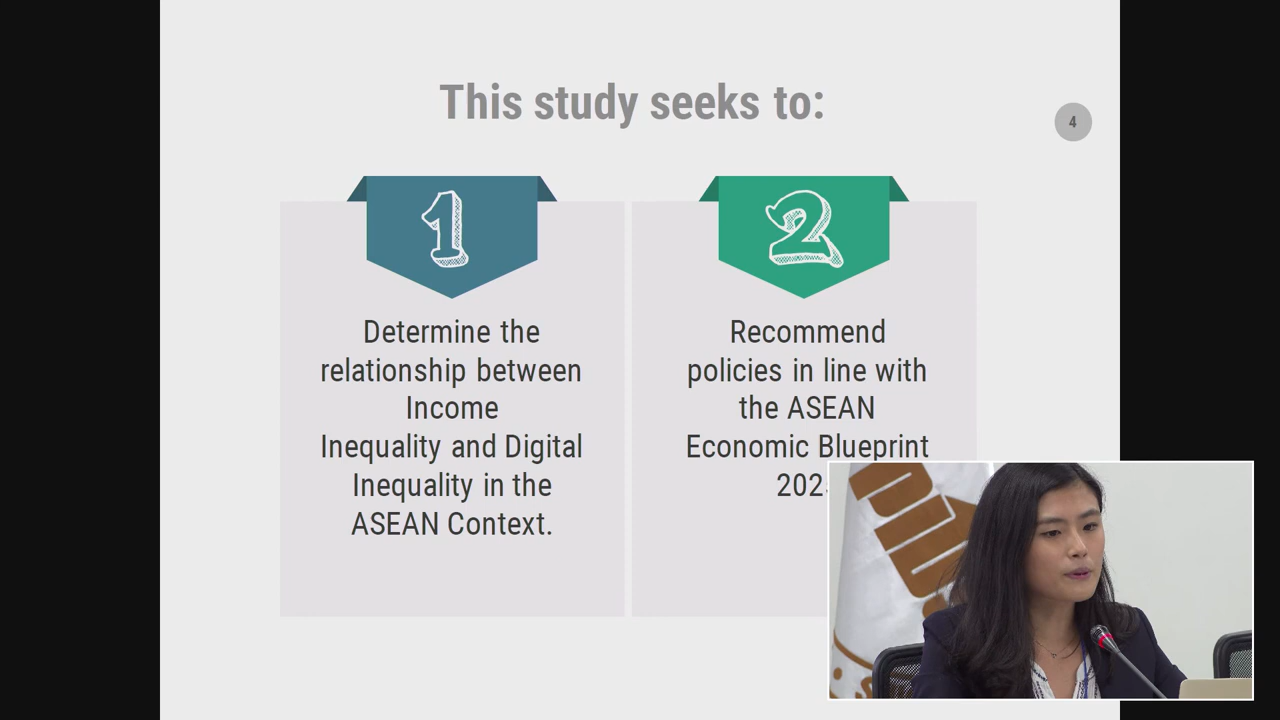 This study seeks to:
4
1
2
Determine the
relationship between
Income
Inequality and Digital
Inequality in the
ASEAN Context.
Recommend
policies in line with
the ASEAN
Economic Blueprint